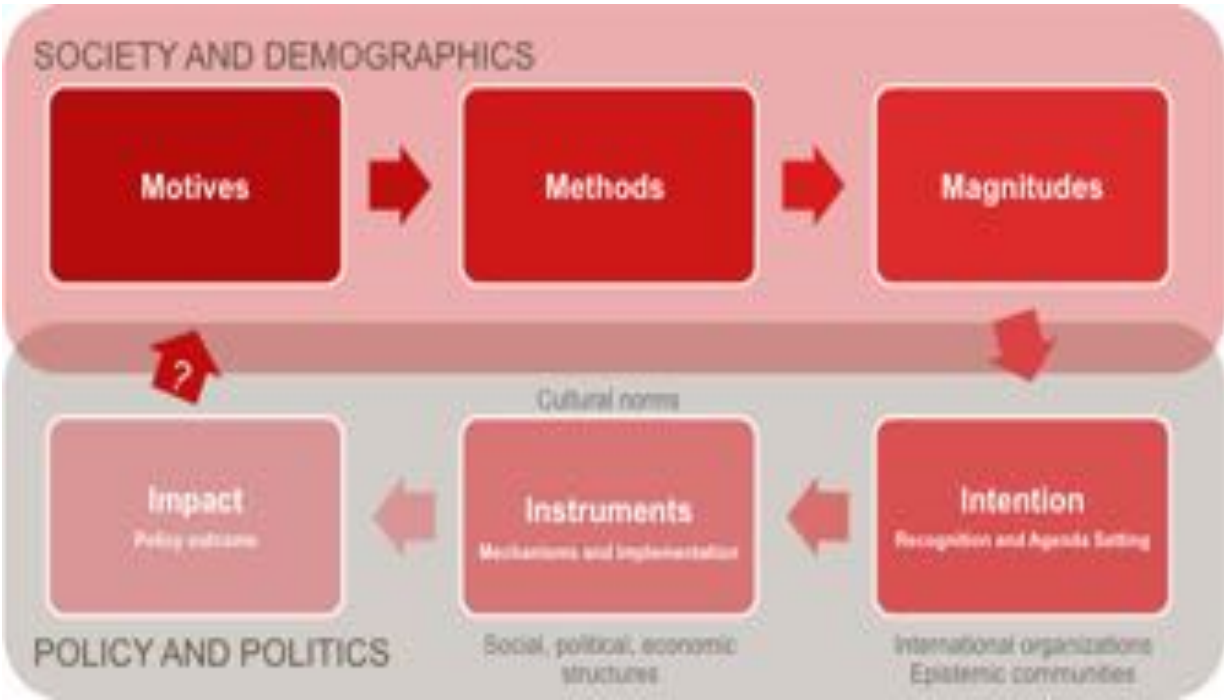 SOCIETY AND DEMOGRAPHICS
Motives
Methods
Magnitudes
?
Cultural norms
Impact
Policy outcome
Instruments
Mechanisms and Implementation
Intention
Recognition and Agenda Setting
POLICY AND POLITICS
Social, political, economic
structures
International organizations
Epistemic communities